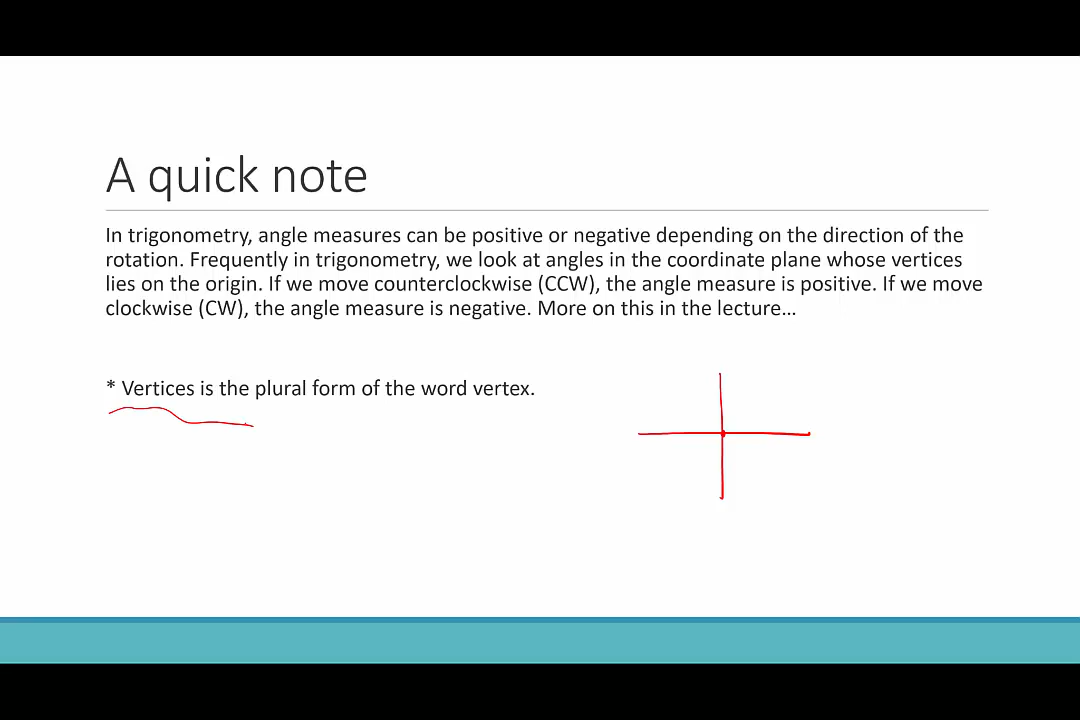 A quick note
In trigonometry, angle measures can be positive or negative depending on the direction of the
rotation. Frequently in trigonometry, we look at angles in the coordinate plane whose vertices
lies on the origin. If we move counterclockwise (CCW), the angle measure is positive. If we move
clockwise (CW), the angle measure is negative. More on this in the lecture…
* Vertices is the plural form of the word vertex.